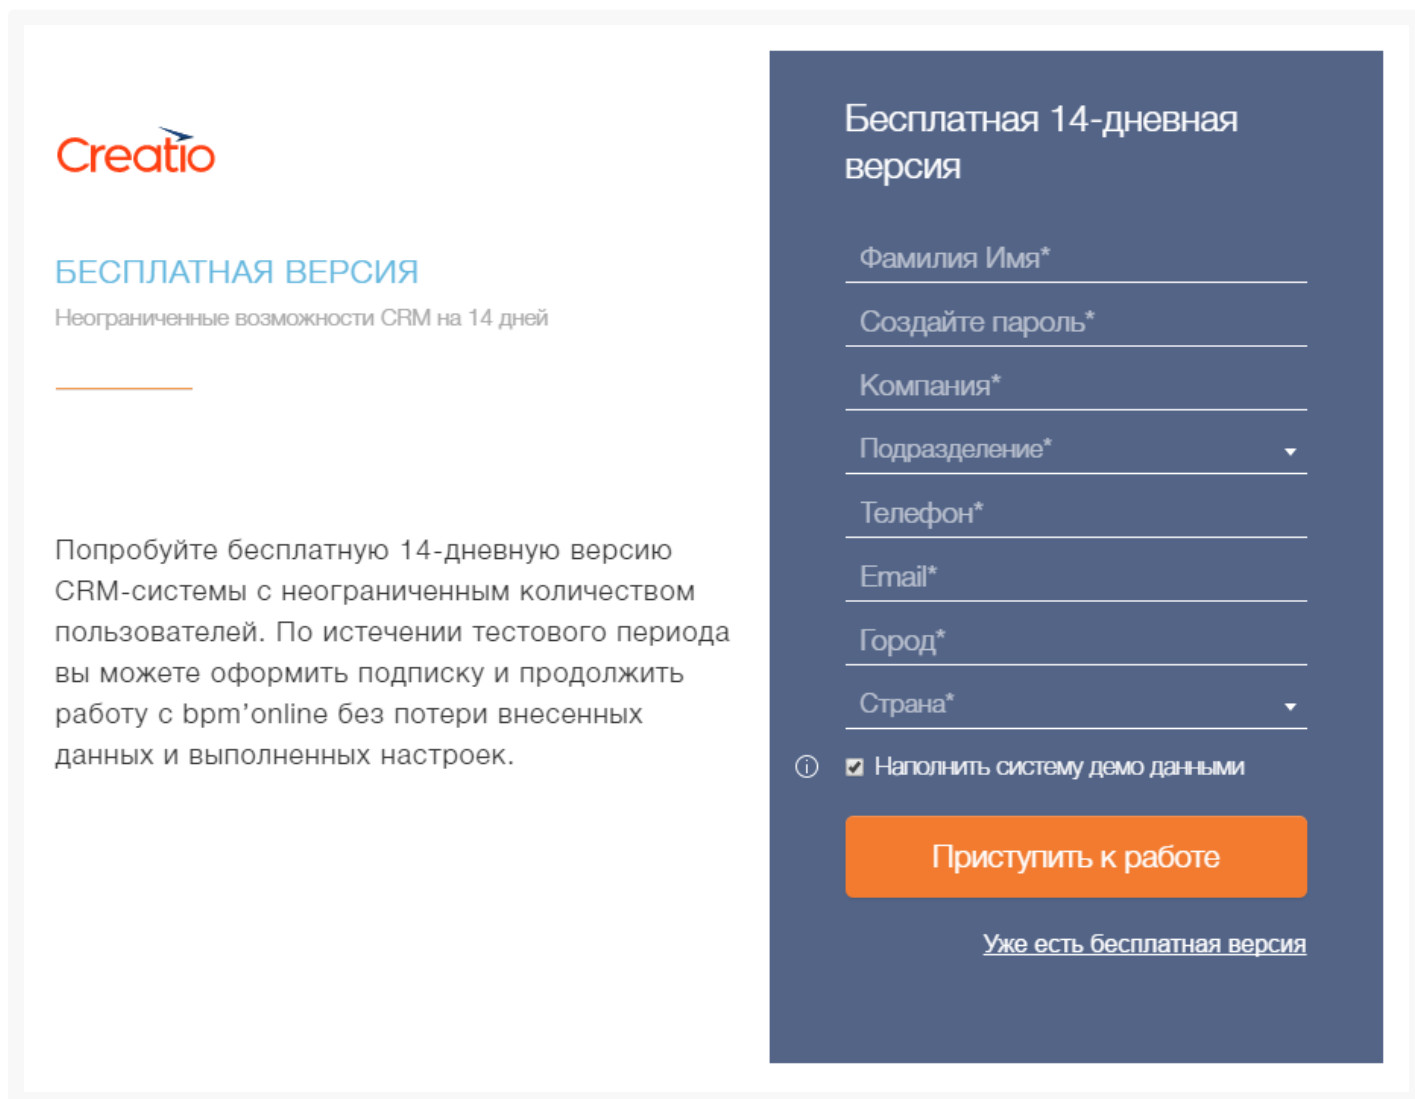 Creatio
БЕСПЛАТНАЯ ВЕРСИЯ
Неограниченные возможности CRM на 14 дней
Попробуйте бесплатную 14-дневную версию
CRM-системы с неограниченным количеством
пользователей. По истечении тестового периода
вы можете оформить подписку и продолжить
работу с bpm’online без потери внесенных
данных и выполненных настроек.
Бесплатная 14-дневная
версия
Фамилия Имя*
Создайте пароль*
Компания*
Подразделение*
Телефон*
Email*
Город*
Страна*
Наполнить систему демо данными
Приступить к работе
Уже есть бесплатная версия